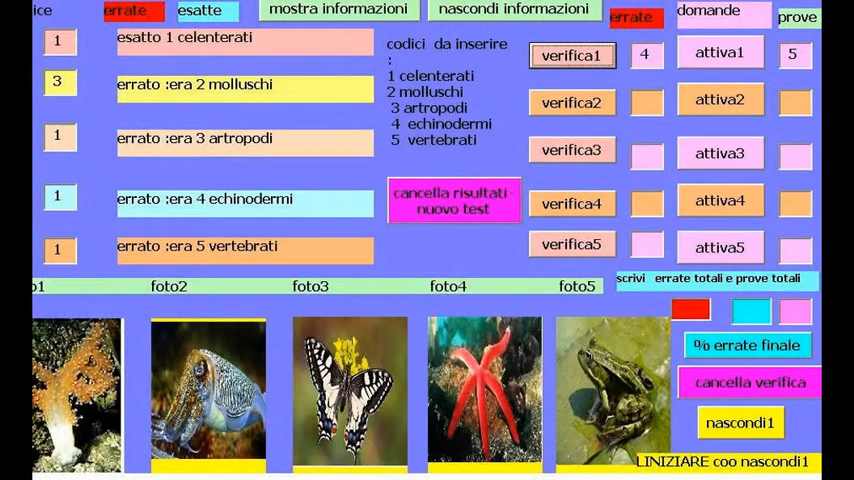 ice errate esatte mostra informazioni nascondi informazioni errate domande prove
1 esatto 1 celenterati
3 errato :era 2 molluschi
1 errato :era 3 artropodi
1 errato :era 4 echinodermi
1 errato :era 5 vertebrati
codici da inserire
:
1 celenterati
2 molluschi
3 artropodi
4 echinodermi
5 vertebrati
cancella risultati-
nuovo test
verifica1 4 attiva1 5
verifica2 attiva2
verifica3 attiva3
verifica4 attiva4
verifica5 attiva5
o1 foto2 foto3 foto4 foto5
scrivi errate totali e prove totali
% errate finale
cancella verifica
nascondi1
LINIZIARE coo nascondi1